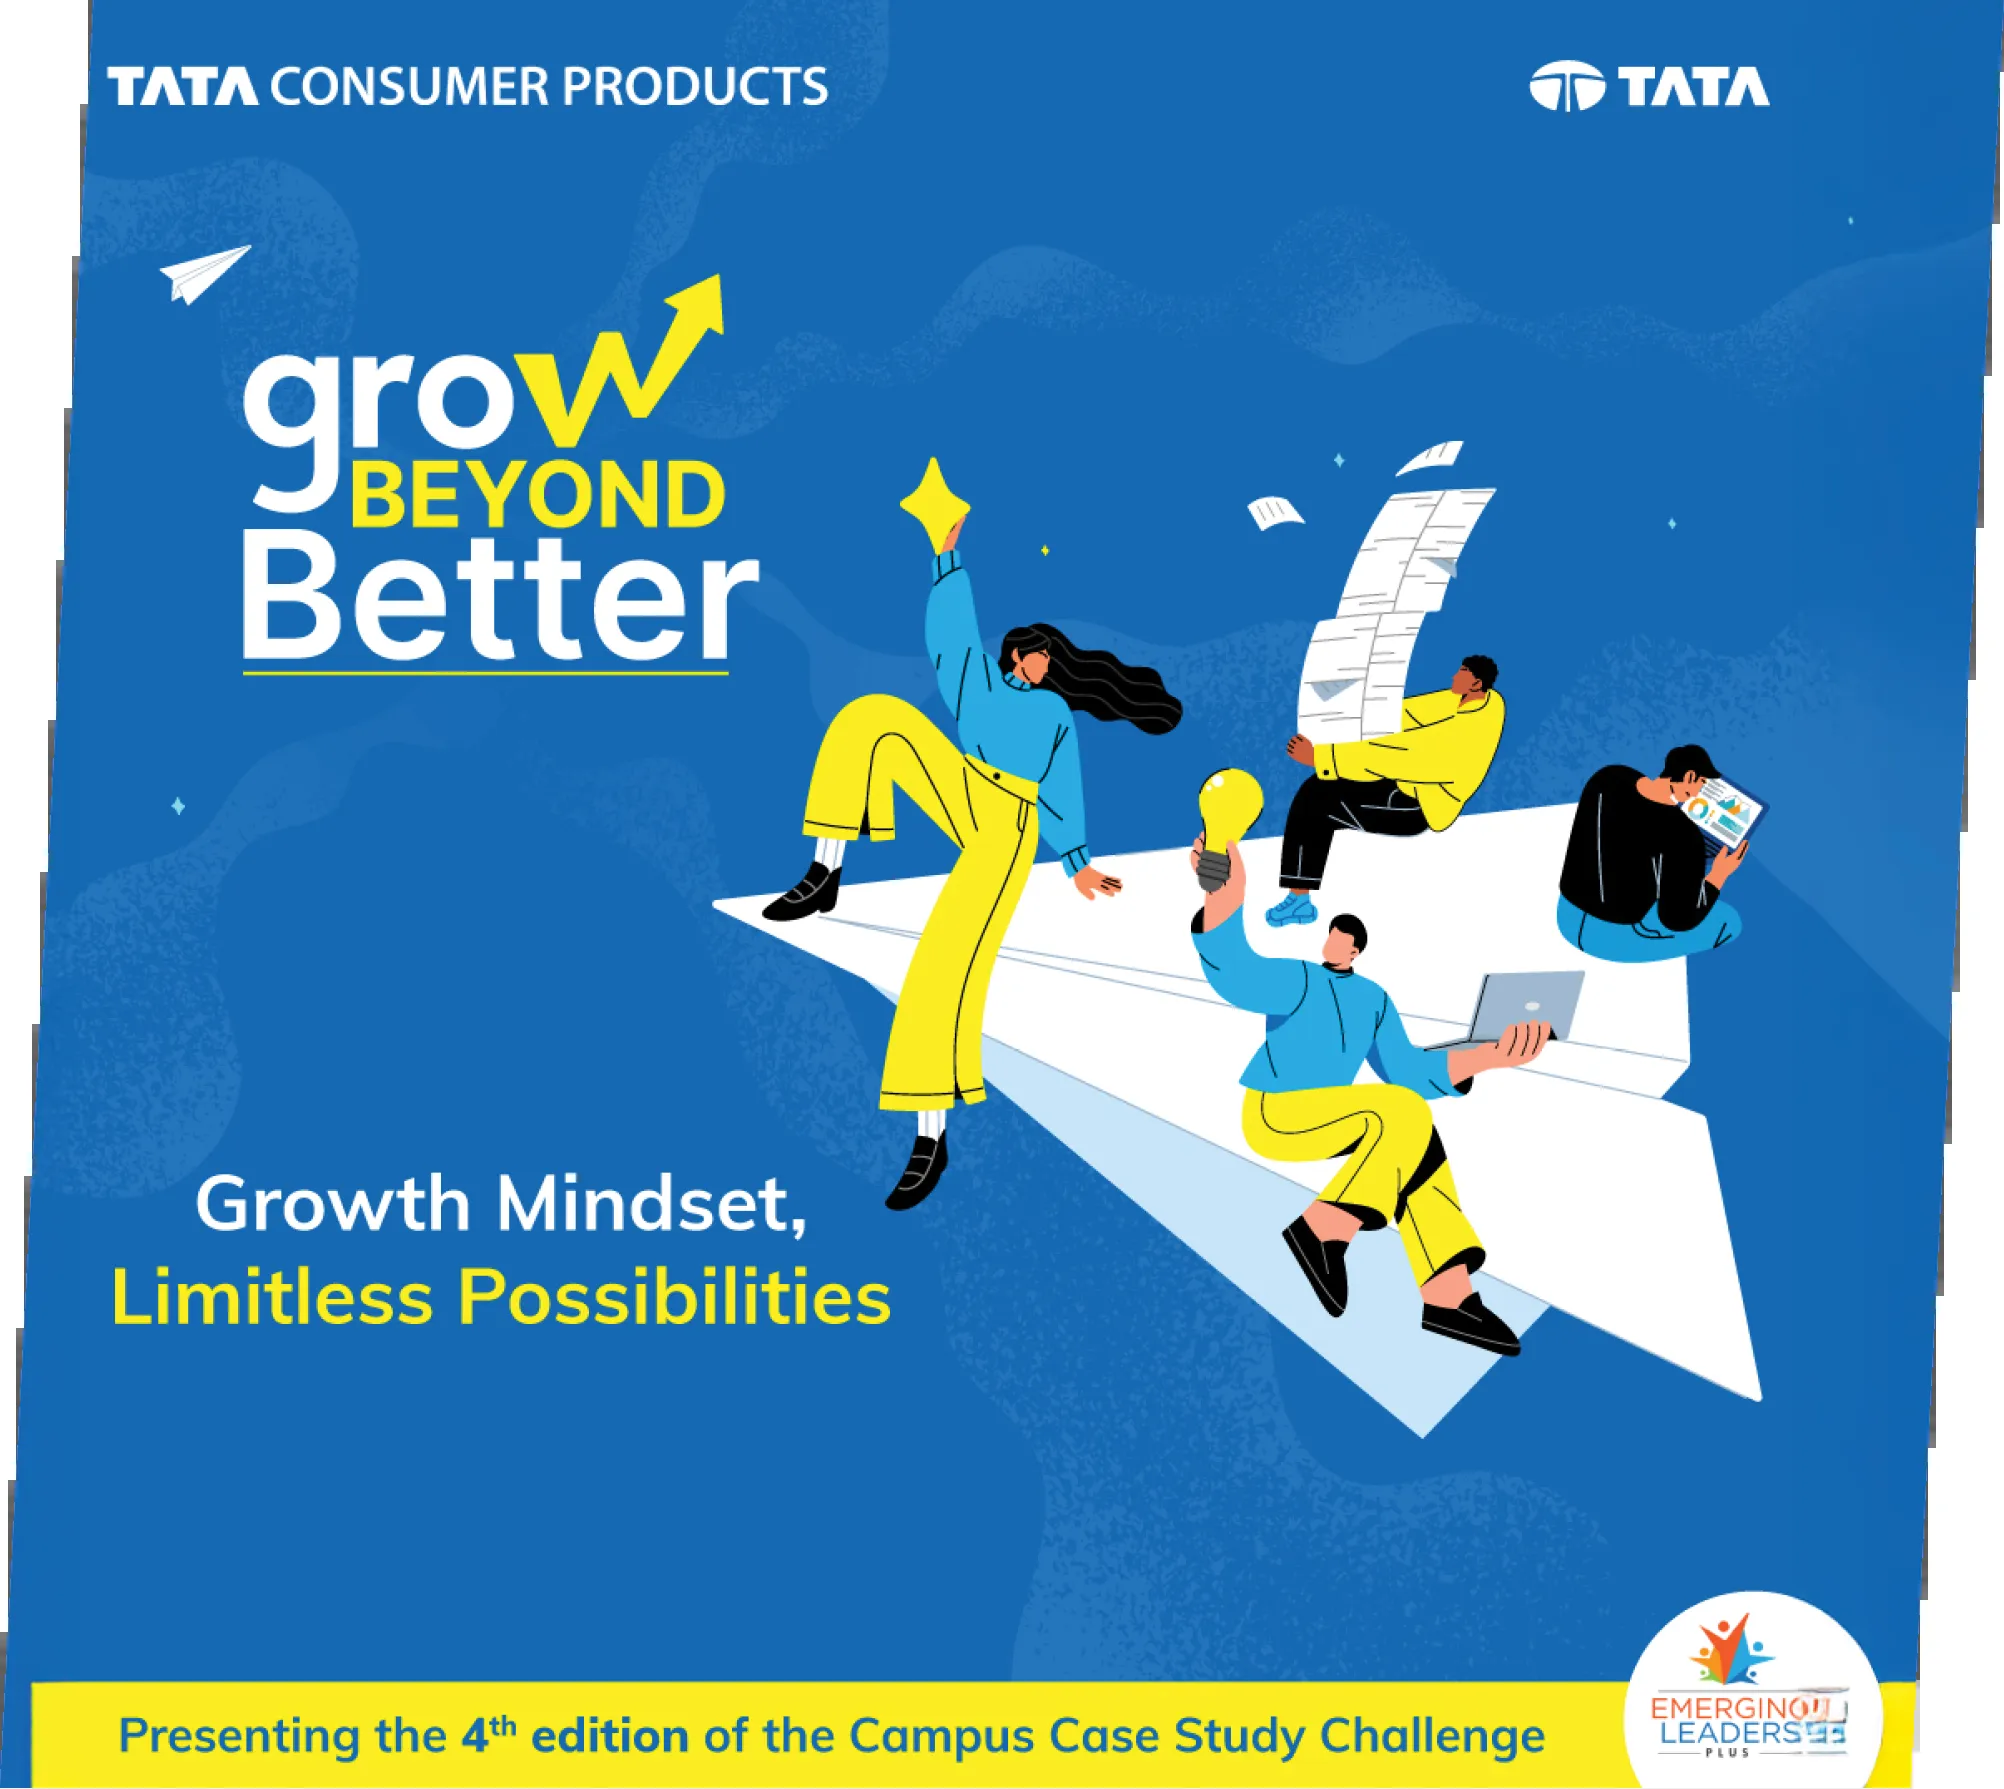 TATA CONSUMER PRODUCTS
TATA
grow
BEYOND
Better
Growth Mindset,
Limitless Possibilities
Presenting the 4th edition of the Campus Case Study Challenge
LEADERS
PLUS